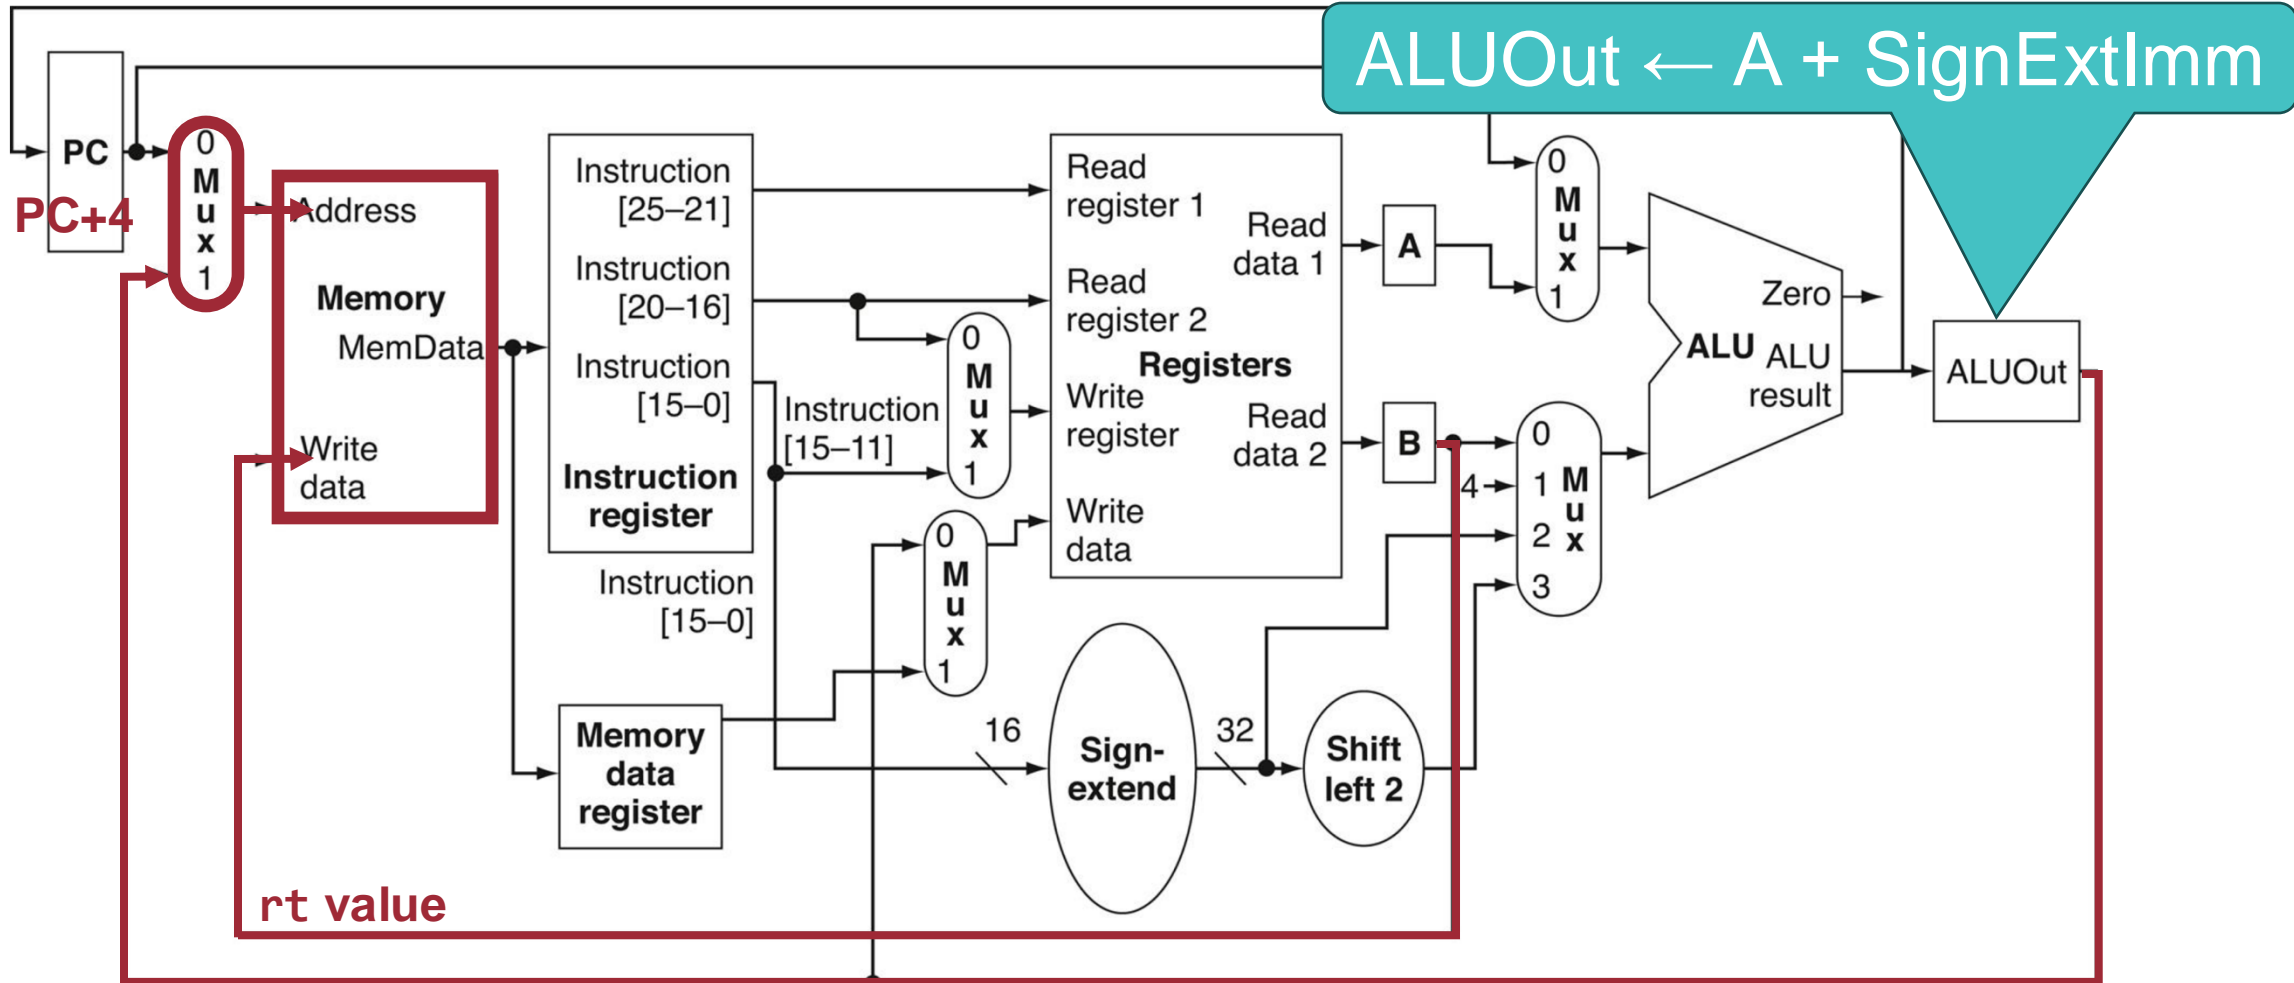 ALUOut ← A + SignExtImm
PC
PC+4
0
M
u
x
1
Address
Memory
MemData
Write
data
Instruction
[25–21]
Instruction
[20–16]
Instruction
[15–0]
Instruction
register
Instruction
[15–11]
Instruction
[15–0]
Memory
data
register
0
M
u
x
1
0
M
u
x
1
Read
register 1
Read
register 2
Write
register
Write
data
Registers
Read
data 1
Read
data 2
16
Sign-
extend
32
Shift
left 2
A
B
4
0
M
u
x
1
0
1
2
3
M
u
x
Zero
ALU
ALU
result
ALUOut
rt value